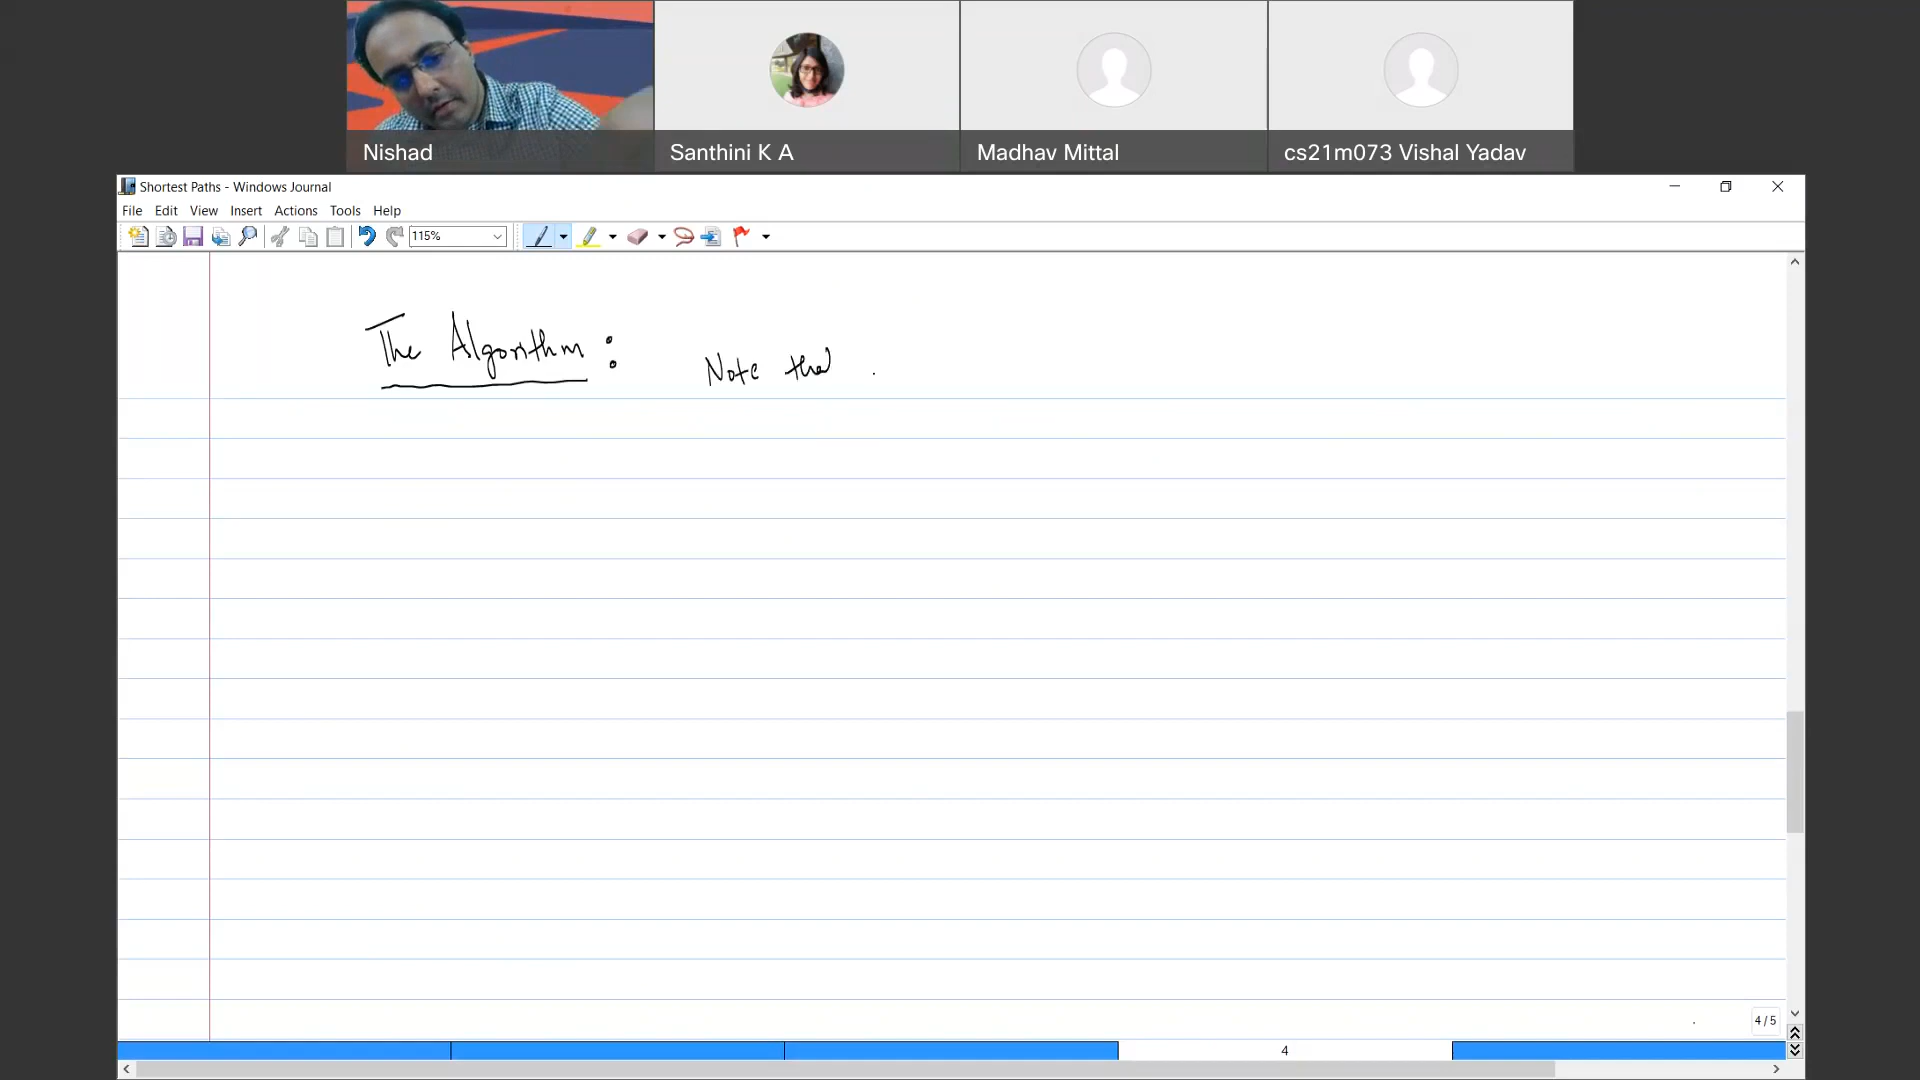 Nishad
Santhini K A
Madhav Mittal
cs21m073 Vishal Yadav
Shortest Paths - Windows Journal
File Edit View Insert Actions Tools Help
115%
The Algorithm :
Note that
4/5
4